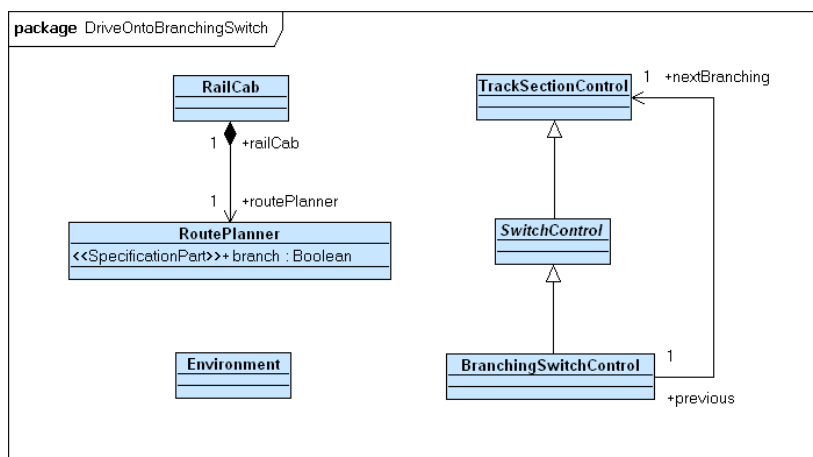 package DriveOntoBranchingSwitch
RailCab
TrackSectionControl
1 +nextBranching
1 +railCab
1 +routePlanner
RoutePlanner
<<SpecificationPart>>+ branch : Boolean
SwitchControl
Environment
BranchingSwitchControl
1
+previous